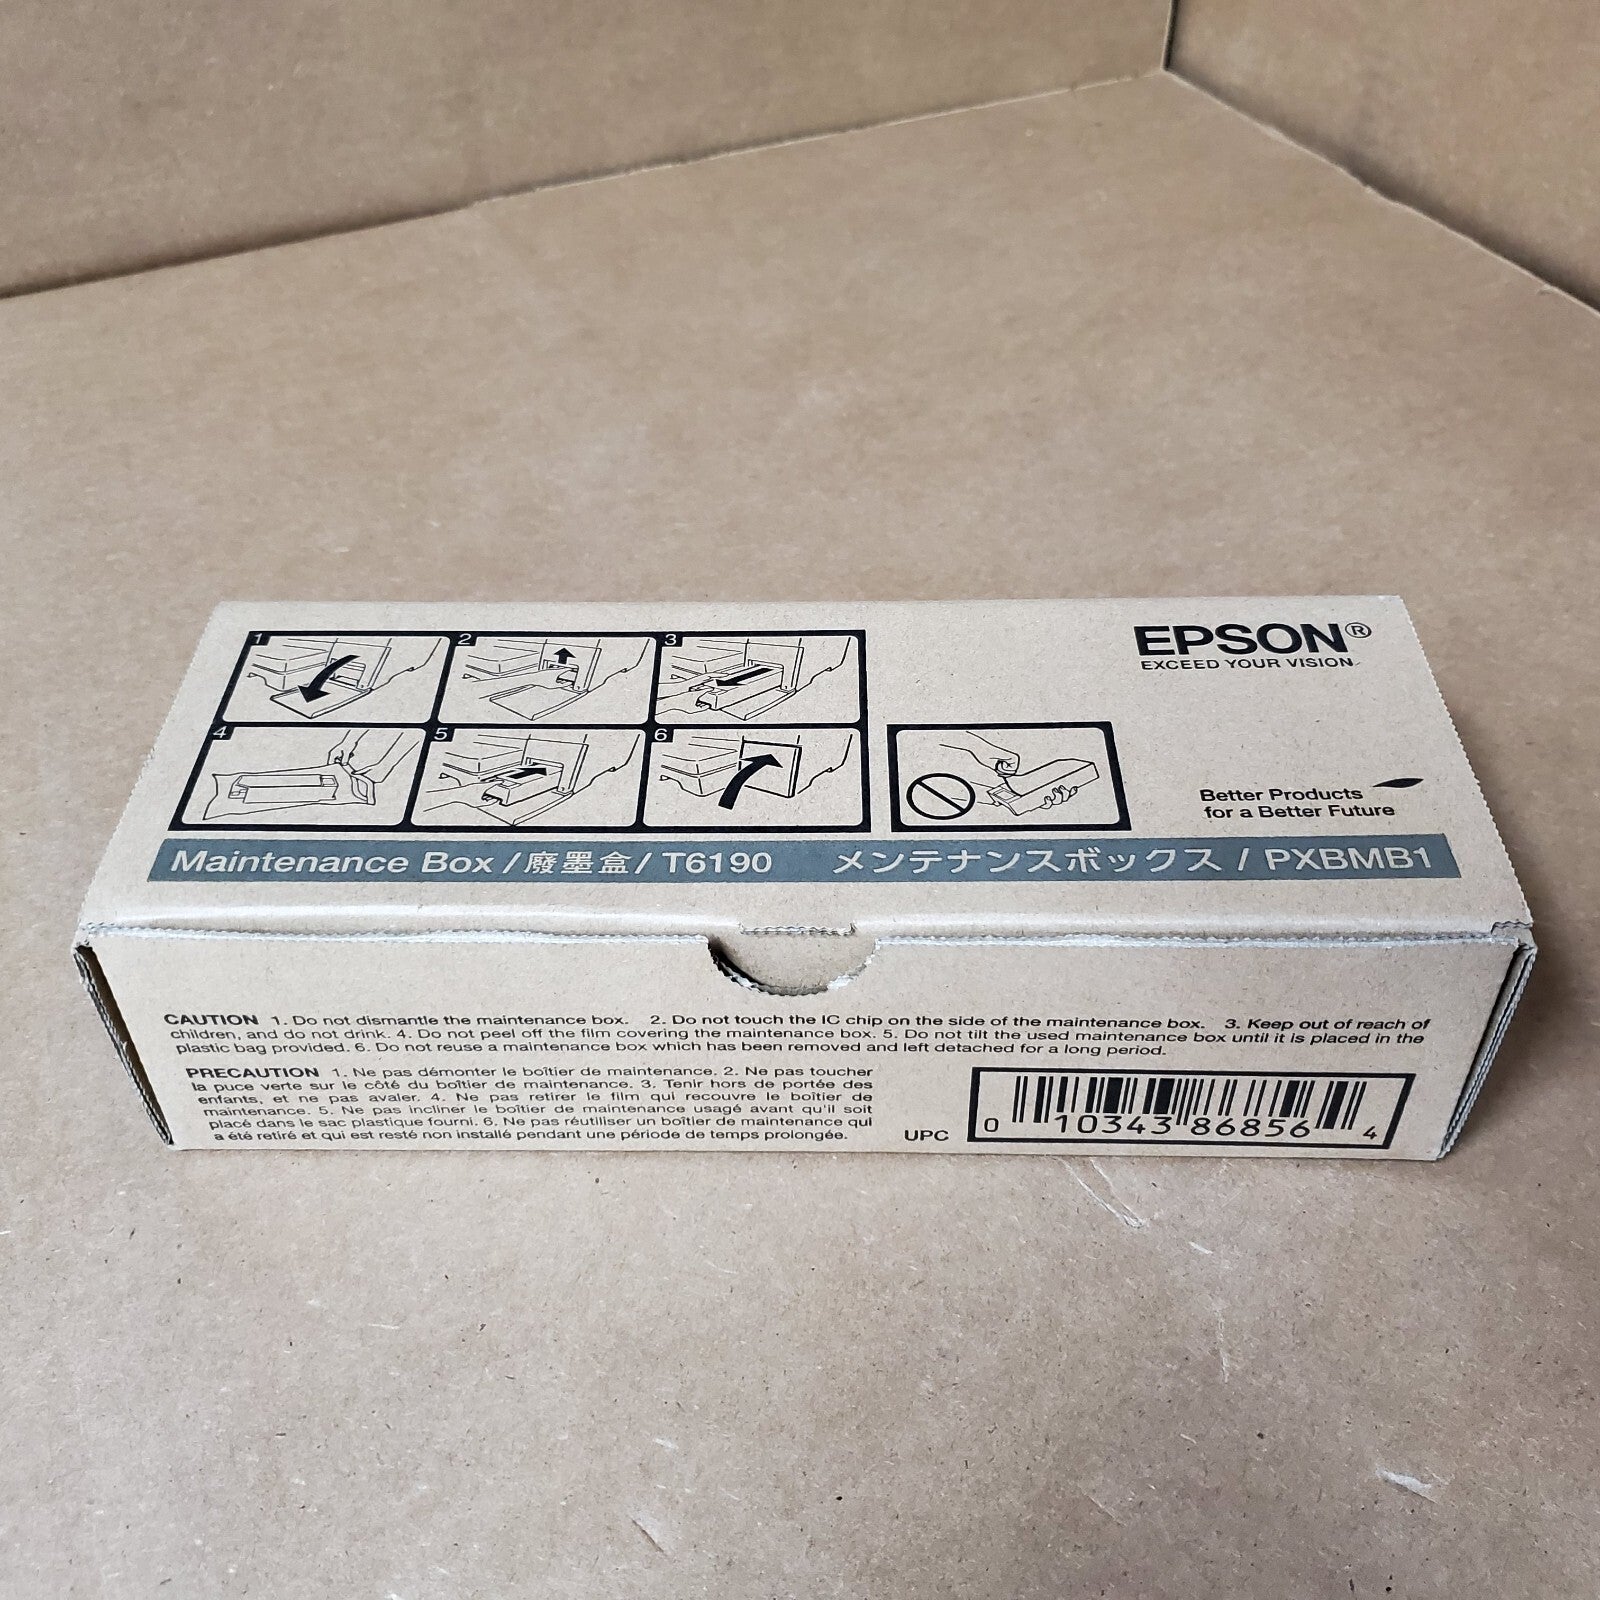 1
2
3
4
5
6
EPSON®
EXCEED YOUR VISION
Better Products
for a Better Future
Maintenance Box / 廢墨盒 / T6190 メンテナンスボックス / PXBMB1
CAUTION 1. Do not dismantle the maintenance box. 2. Do not touch the IC chip on the side of the maintenance box. 3. Keep out of reach of
children, and do not drink. 4. Do not peel off the film covering the maintenance box. 5. Do not tilt the used maintenance box until it is placed in the
plastic bag provided. 6. Do not reuse a maintenance box which has been removed and left detached for a long period.
PRECAUTION 1. Ne pas démonter le boîtier de maintenance. 2. Ne pas toucher
la puce verte sur le côté du boîtier de maintenance. 3. Tenir hors de portée des
enfants, et ne pas avaler. 4. Ne pas retirer le film qui recouvre le boîtier de
maintenance. 5. Ne pas incliner le boîtier de maintenance usagé avant qu'il soit
placé dans le sac plastique fourni. 6. Ne pas réutiliser un boîtier de maintenance qui
a été retiré et qui est resté non installé pendant une période de temps prolongée.
UPC
0 10343 86856 4